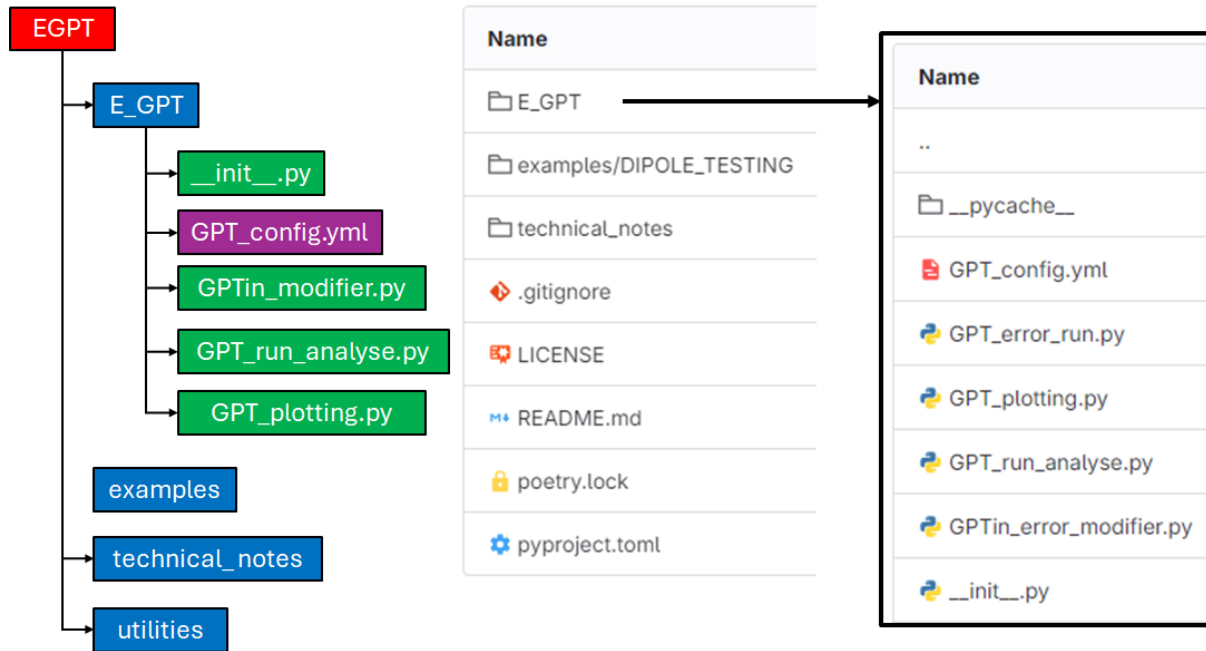 EGPT
E_GPT
__init__.py
GPT_config.yml
GPTin_modifier.py
GPT_run_analyse.py
GPT_plotting.py
examples
technical_notes
utilities
Name
E_GPT
examples/DIPOLE_TESTING
technical_notes
.gitignore
LICENSE
M↓ README.md
poetry.lock
pyproject.toml
Name
..
__pycache__
GPT_config.yml
GPT_error_run.py
GPT_plotting.py
GPT_run_analyse.py
GPTin_error_modifier.py
__init__.py